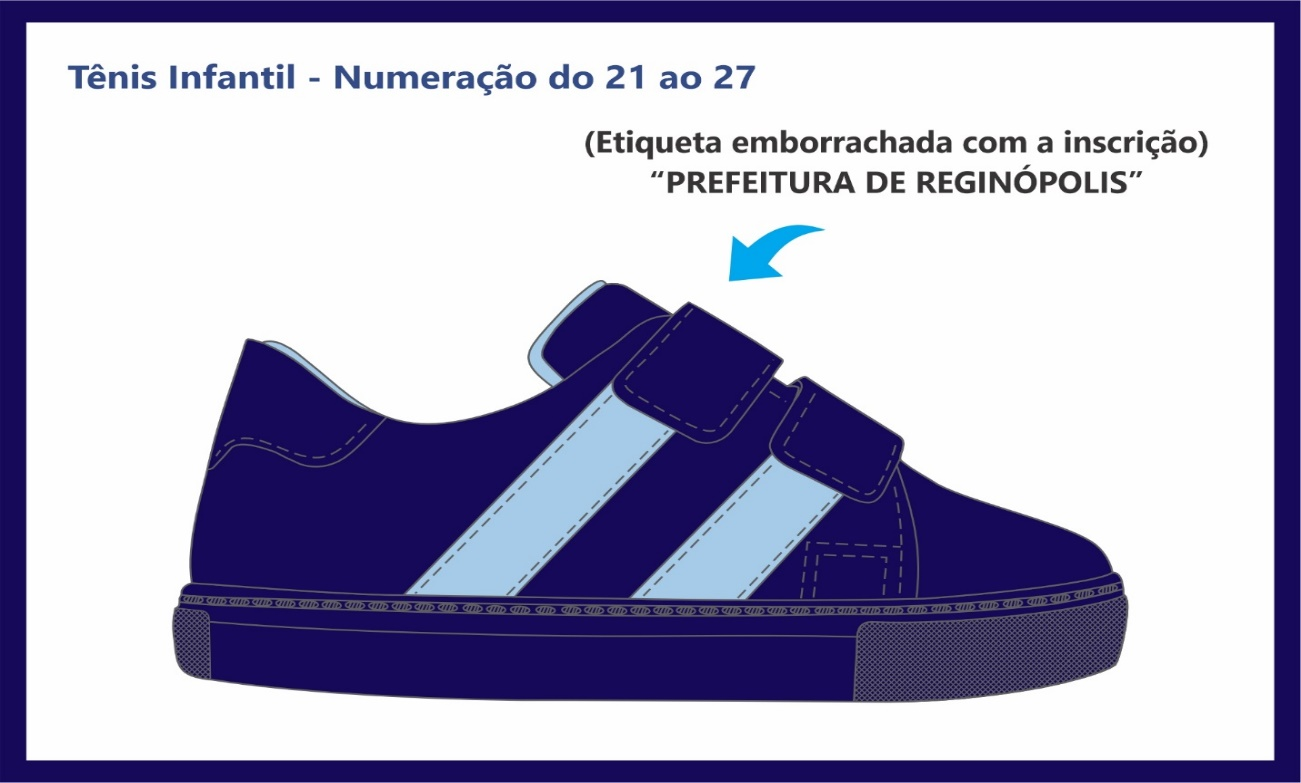 Tênis Infantil - Numeração do 21 ao 27
(Etiqueta emborrachada com a inscrição)
“PREFEITURA DE REGINÓPOLIS”